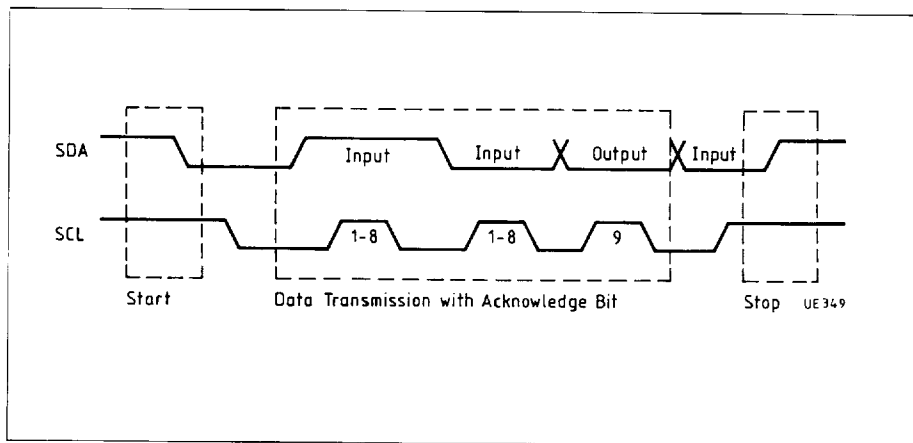 SDA
Input Input Output Input
SCL
1-8 1-8 9
Start Data Transmission with Acknowledge Bit Stop UE349